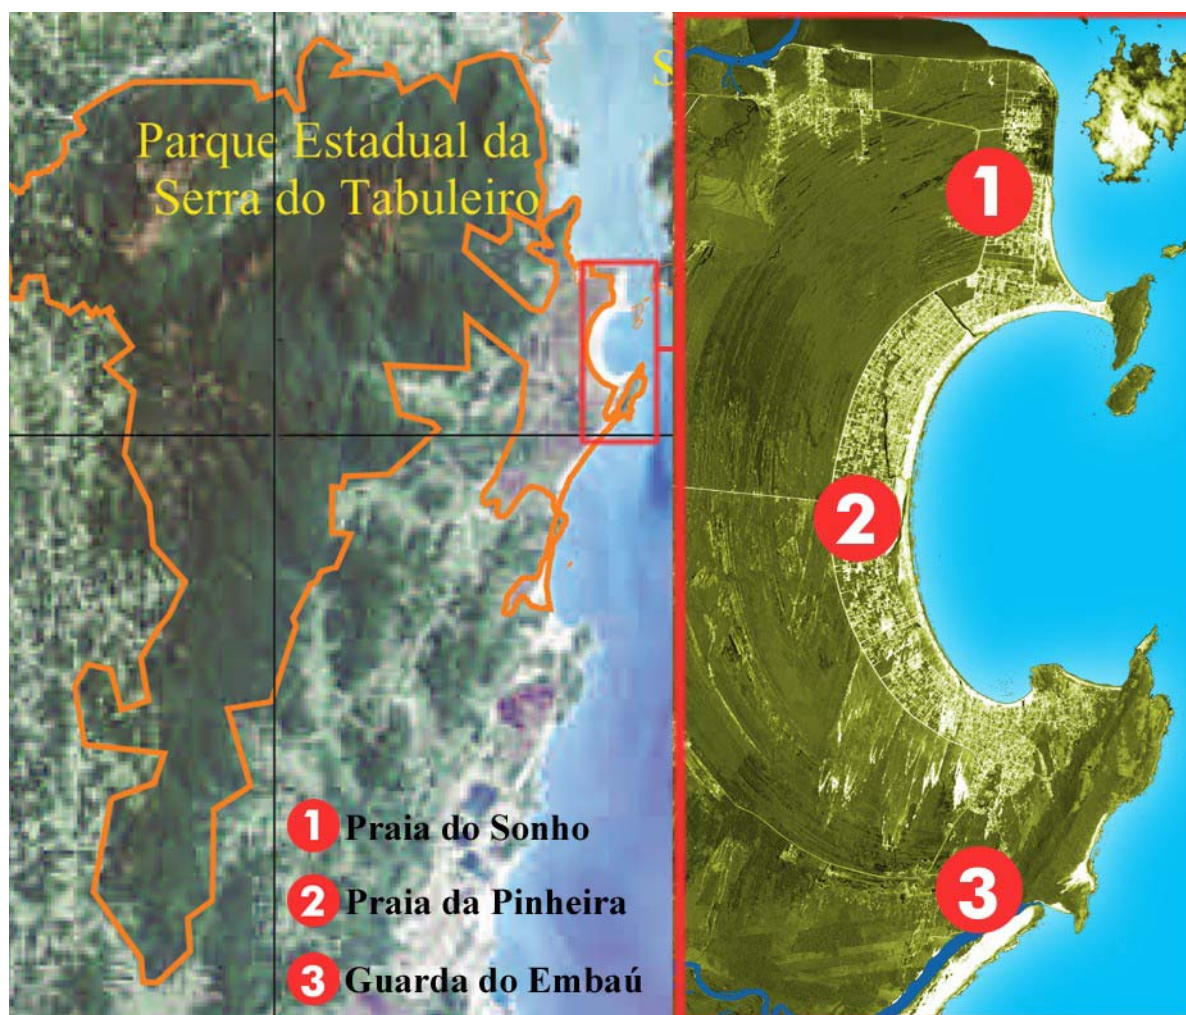 Parque Estadual da
Serra do Tabuleiro
S
1
2
3
1 Praia do Sonho
2 Praia da Pinheira
3 Guarda do Embaú